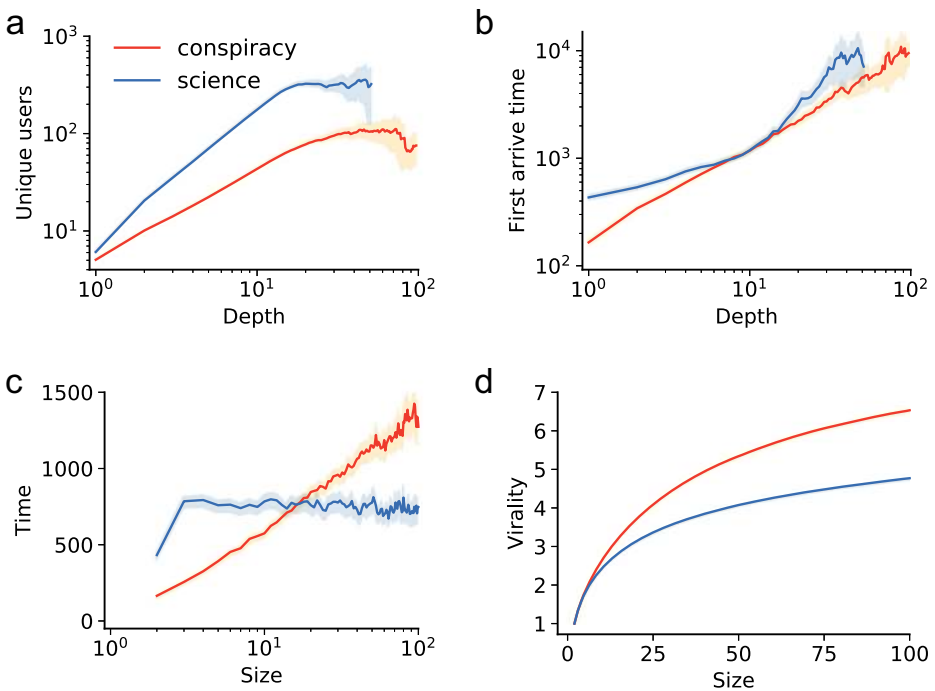 a
10³
10²
10¹
Unique users
conspiracy
science
10⁰
10¹
10²
Depth
b
10⁴
10³
10²
First arrive time
10⁰
10¹
10²
Depth
c
1500
1000
500
0
Time
10⁰
10¹
10²
Size
d
7
6
5
4
3
2
1
Virality
0
25
50
75
100
Size